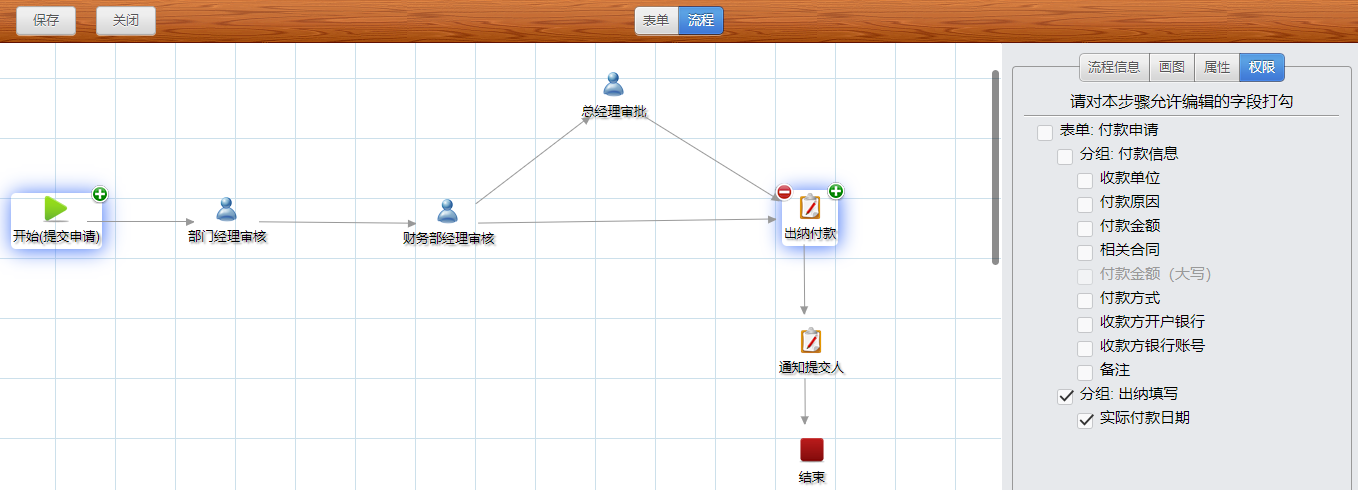 保存
关闭
表单
流程
流程信息
画图
属性
权限
请对本步骤允许编辑的字段打勾
总经理审批
开始(提交申请)
部门经理审核
财务部经理审核
出纳付款
通知提交人
结束
表单: 付款申请
分组: 付款信息
收款单位
付款原因
付款金额
相关合同
付款金额（大写）
付款方式
收款方开户银行
收款方银行账号
备注
分组: 出纳填写
实际付款日期